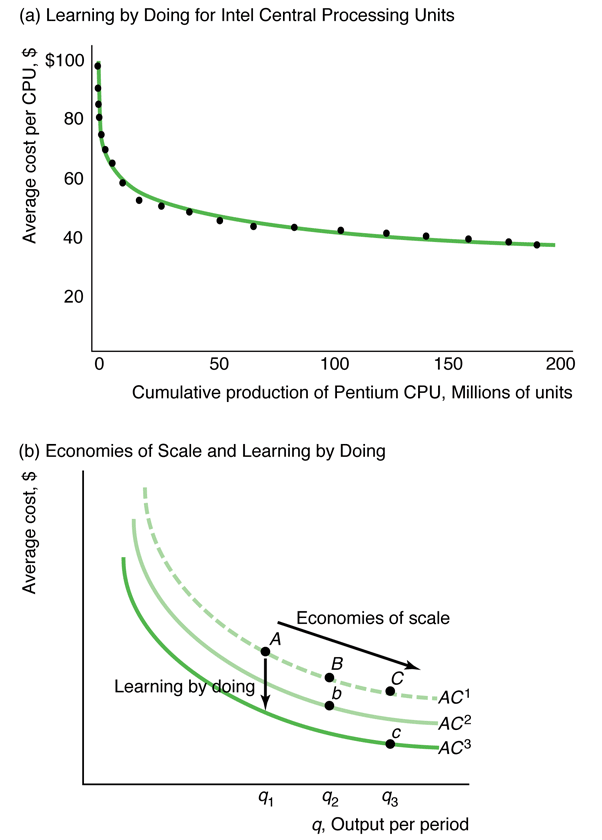 (a) Learning by Doing for Intel Central Processing Units
Average cost per CPU, $
$100
80
60
40
20
0
50
100
150
200
Cumulative production of Pentium CPU, Millions of units
(b) Economies of Scale and Learning by Doing
Average cost, $
Economies of scale
A
B
C
Learning by doing
b
AC¹
AC²
c
AC³
q₁
q₂
q₃
q, Output per period